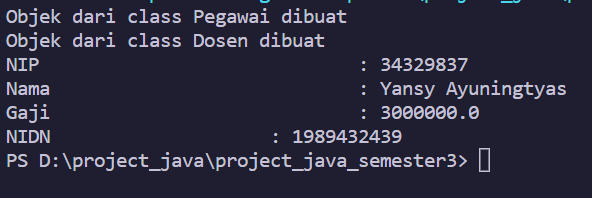 Objek dari class Pegawai dibuat
Objek dari class Dosen dibuat
NIP : 34329837
Nama : Yansy Ayuningtyas
Gaji : 3000000.0
NIDN : 1989432439
PS D:\project_java\project_java_semester3>